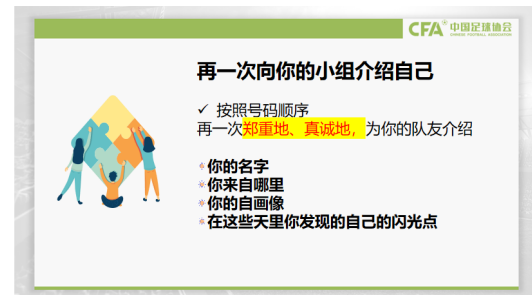 CFA® 中国足球协会
CHINESE FOOTBALL ASSOCIATION
再一次向你的小组介绍自己
✓ 按照号码顺序
再一次郑重地、真诚地，为你的队友介绍
你的名字
你来自哪里
你的自画像
在这些天里你发现的自己的闪光点